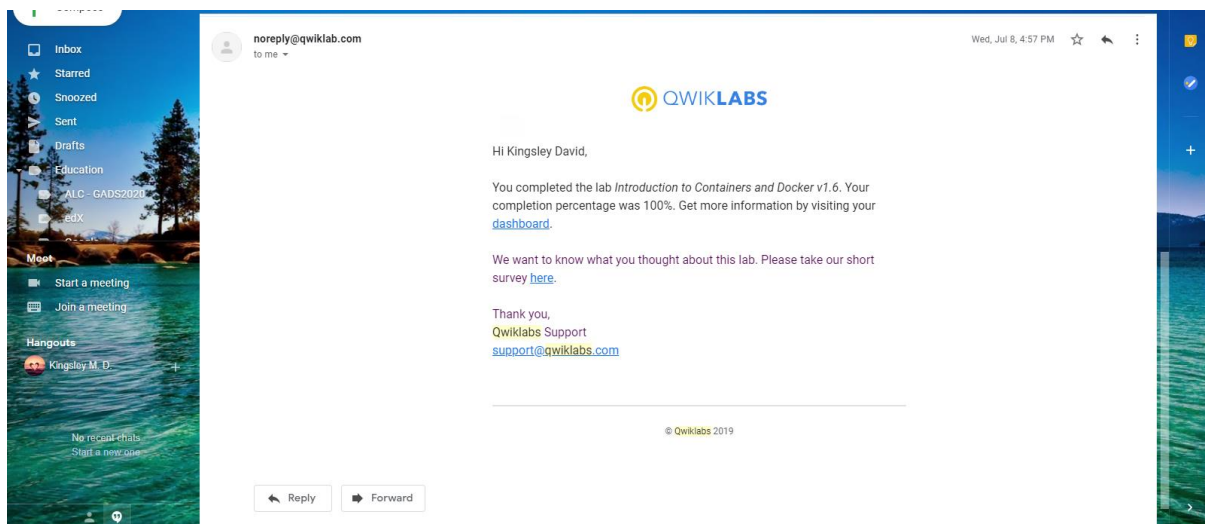 Compose
Inbox
Starred
Snoozed
Sent
Drafts
Education
ALC - GADS2020
edX
Meet
Start a meeting
Join a meeting
Hangouts
Kingsley M. D.
No recent chats
Start a new one
noreply@qwiklab.com
to me
Wed, Jul 8, 4:57 PM
QWIKLABS
Hi Kingsley David,
You completed the lab Introduction to Containers and Docker v1.6. Your
completion percentage was 100%. Get more information by visiting your
dashboard.
We want to know what you thought about this lab. Please take our short
survey here.
Thank you,
Qwiklabs Support
support@qwiklabs.com
© Qwiklabs 2019
Reply
Forward